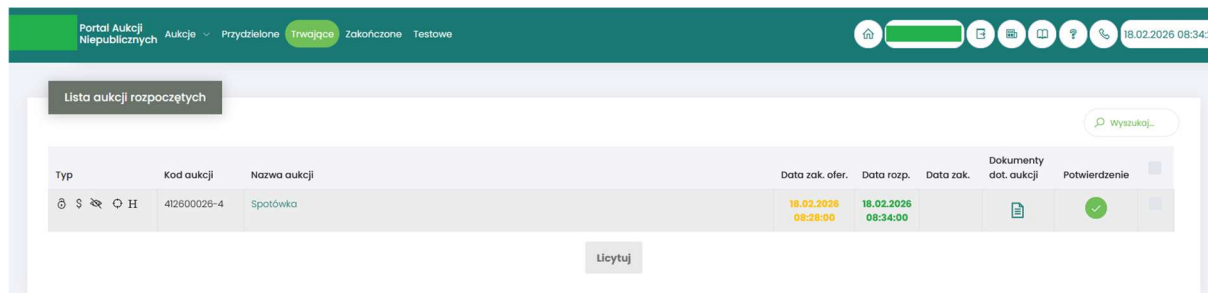 Portal Aukcji
Niepublicznych
Aukcje Przydzielone Trwające Zakończone Testowe
18.02.2026 08:34:
Lista aukcji rozpoczętych
Wyszukaj...
Typ Kod aukcji Nazwa aukcji Data zak. ofer. Data rozp. Data zak. Dokumenty dot. aukcji Potwierdzenie
$ H 412600026-4 Spotówka 18.02.2026 08:28:00 18.02.2026 08:34:00
Licytuj